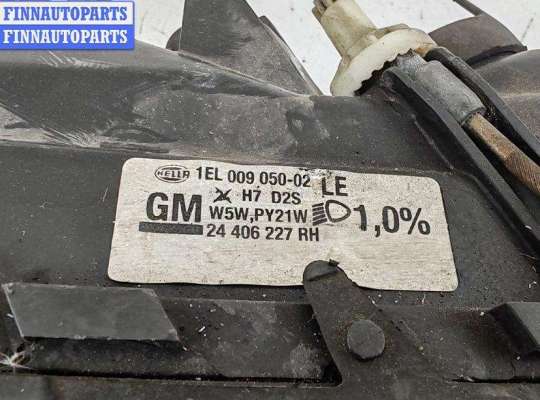 FINNAUTOPARTS
FINNAUTOPARTS
FINNAUTOPARTS
HELLA 1EL 009 050-02 LE
H7 D2S
GM W5W,PY21W 1,0%
24 406 227 RH